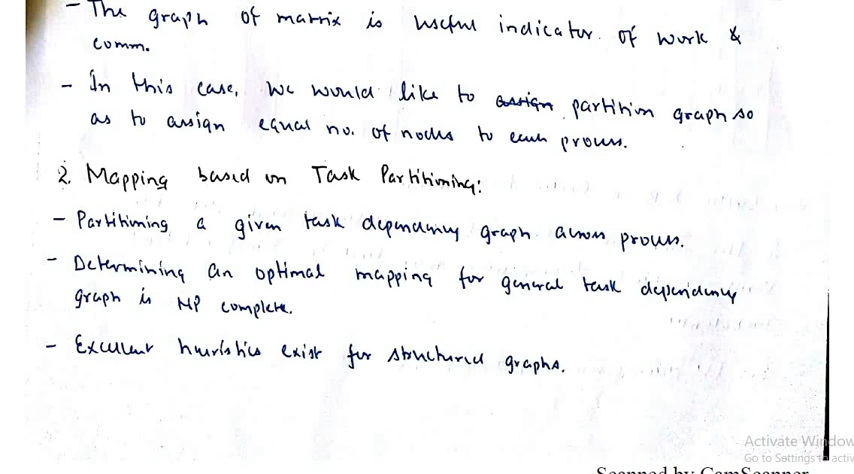 - The graph of matrix is useful indicator of work &
comm.
- In this case, we would like to assign partition graph so
as to assign equal no. of nodes to each process.
2. Mapping based on Task Partitioning:
- Partitioning a given task dependency graph across process.
- Determining an optimal mapping for general task dependency
graph is NP complete.
- Excellent heuristics exist for structured graphs.
Activate Window
Go to Settings to activ
Scanned by CamScanner